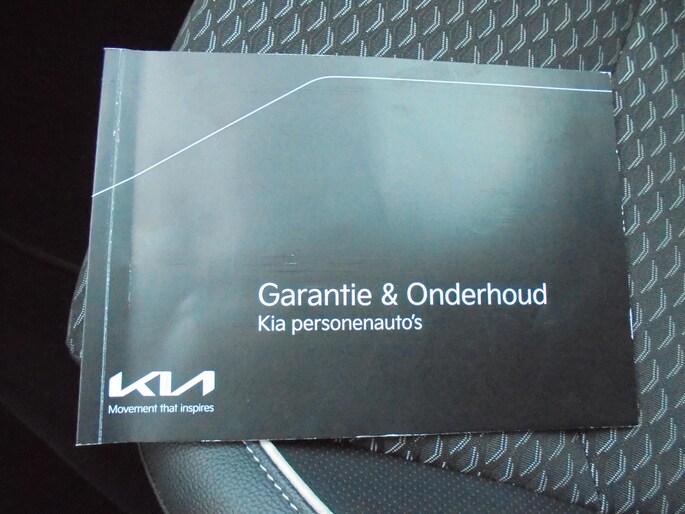 Garantie & Onderhoud
Kia personenauto's
KIA
Movement that inspires